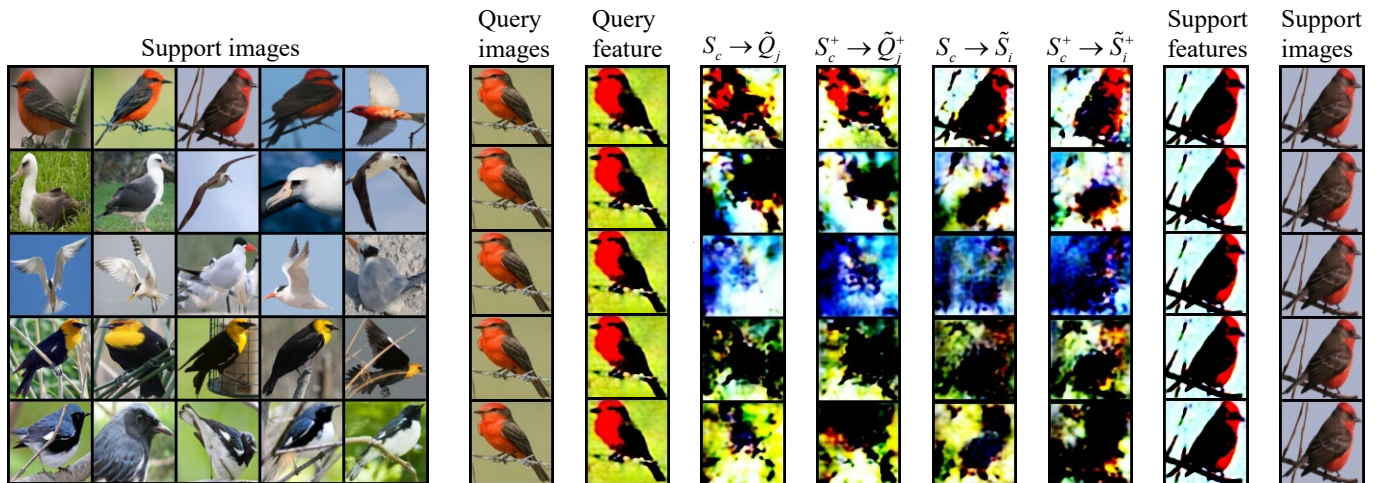 Support images
Query
images
Query
feature
S_c → Q̃_j
S_c^+ → Q̃_j^+
S_c → S̃_i
S_c^+ → S̃_i^+
Support
features
Support
images